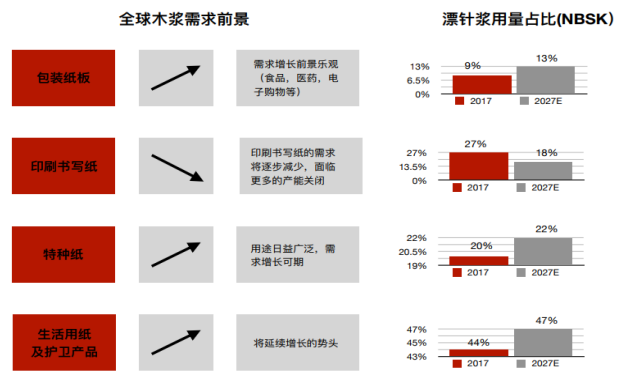 全球木浆需求前景
漂针浆用量占比(NBSK)
包装纸板
需求增长前景乐观
（食品，医药，电
子购物等）
13%
6.5%
0%
9%
13%
2017
2027E
印刷书写纸
印刷书写纸的需求
将逐步减少，面临
更多的产能关闭
27%
13.5%
0%
27%
18%
2017
2027E
特种纸
用途日益广泛，需
求增长可期
22%
20.5%
19%
20%
22%
2017
2027E
生活用纸
及护卫产品
将延续增长的势头
47%
45%
43%
44%
47%
2017
2027E